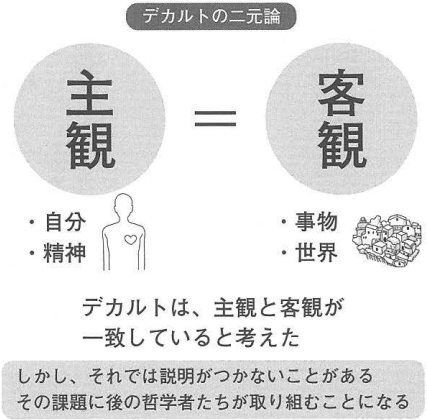 デカルトの二元論
主観
=
客観
・自分
・精神
・事物
・世界
デカルトは、主観と客観が
一致していると考えた
しかし、それでは説明がつかないことがある
その課題に後の哲学者たちが取り組むことになる